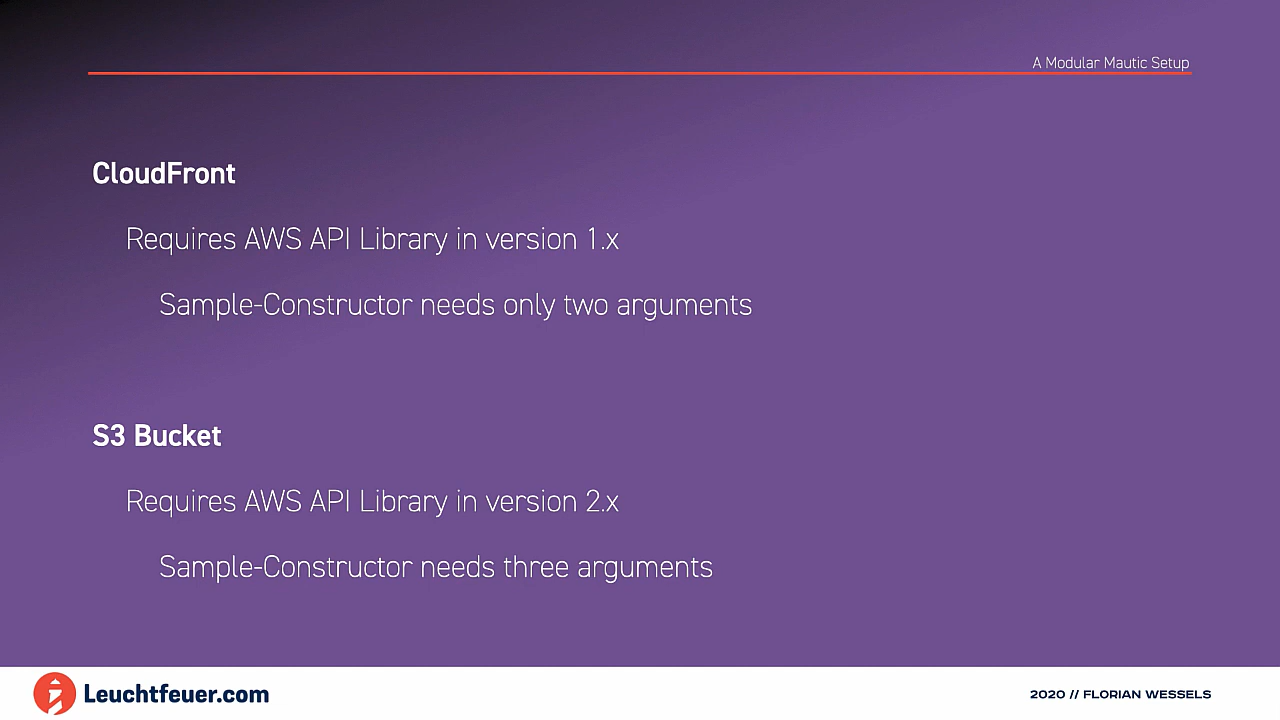 A Modular Mautic Setup
CloudFront
Requires AWS API Library in version 1.x
Sample-Constructor needs only two arguments
S3 Bucket
Requires AWS API Library in version 2.x
Sample-Constructor needs three arguments
Leuchtfeuer.com
2020 // FLORIAN WESSELS